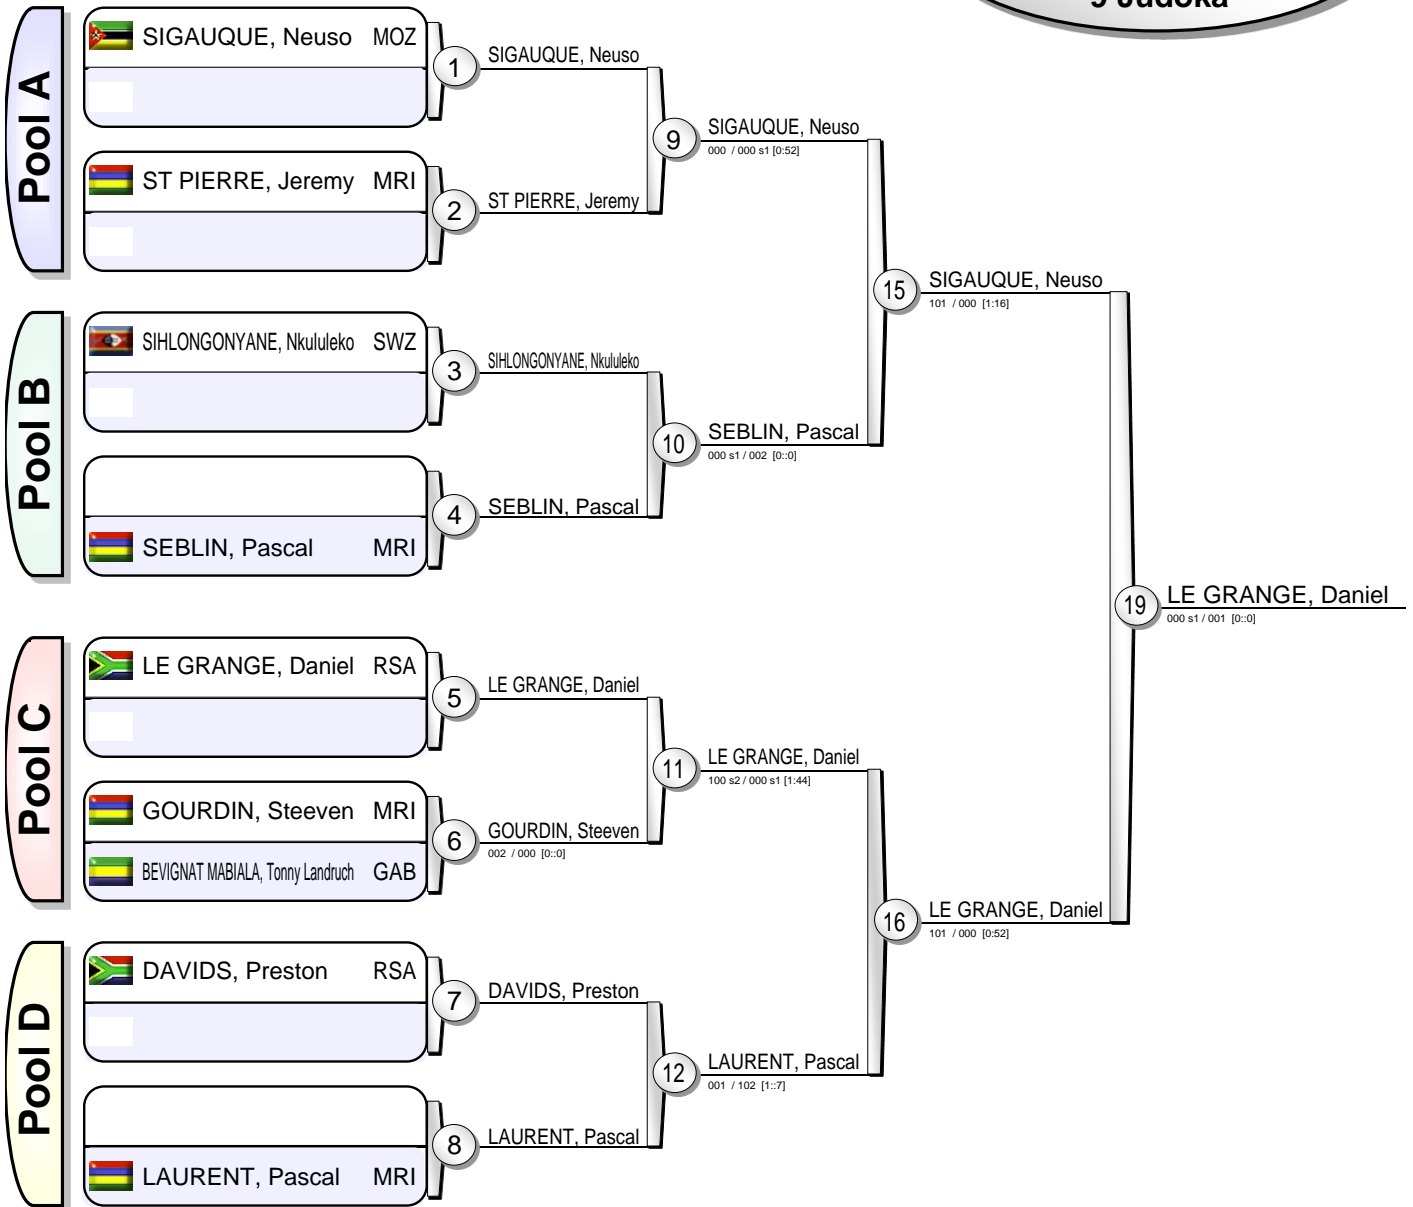 9 Judoka
Pool A
SIGAUQUE, Neuso MOZ
1
SIGAUQUE, Neuso
ST PIERRE, Jeremy MRI
2
ST PIERRE, Jeremy
9
SIGAUQUE, Neuso
000 / 000 s1 [0:52]
Pool B
SIHLONGONYANE, Nkululeko SWZ
3
SIHLONGONYANE, Nkululeko
SEBLIN, Pascal MRI
4
SEBLIN, Pascal
10
SEBLIN, Pascal
000 s1 / 002 [0::0]
15
SIGAUQUE, Neuso
101 / 000 [1:16]
Pool C
LE GRANGE, Daniel RSA
5
LE GRANGE, Daniel
GOURDIN, Steeven MRI
BEVIGNAT MABIALA, Tonny Landruch GAB
6
GOURDIN, Steeven
002 / 000 [0::0]
11
LE GRANGE, Daniel
100 s2 / 000 s1 [1:44]
Pool D
DAVIDS, Preston RSA
7
DAVIDS, Preston
LAURENT, Pascal MRI
8
LAURENT, Pascal
12
LAURENT, Pascal
001 / 102 [1::7]
16
LE GRANGE, Daniel
101 / 000 [0:52]
19
LE GRANGE, Daniel
000 s1 / 001 [0::0]